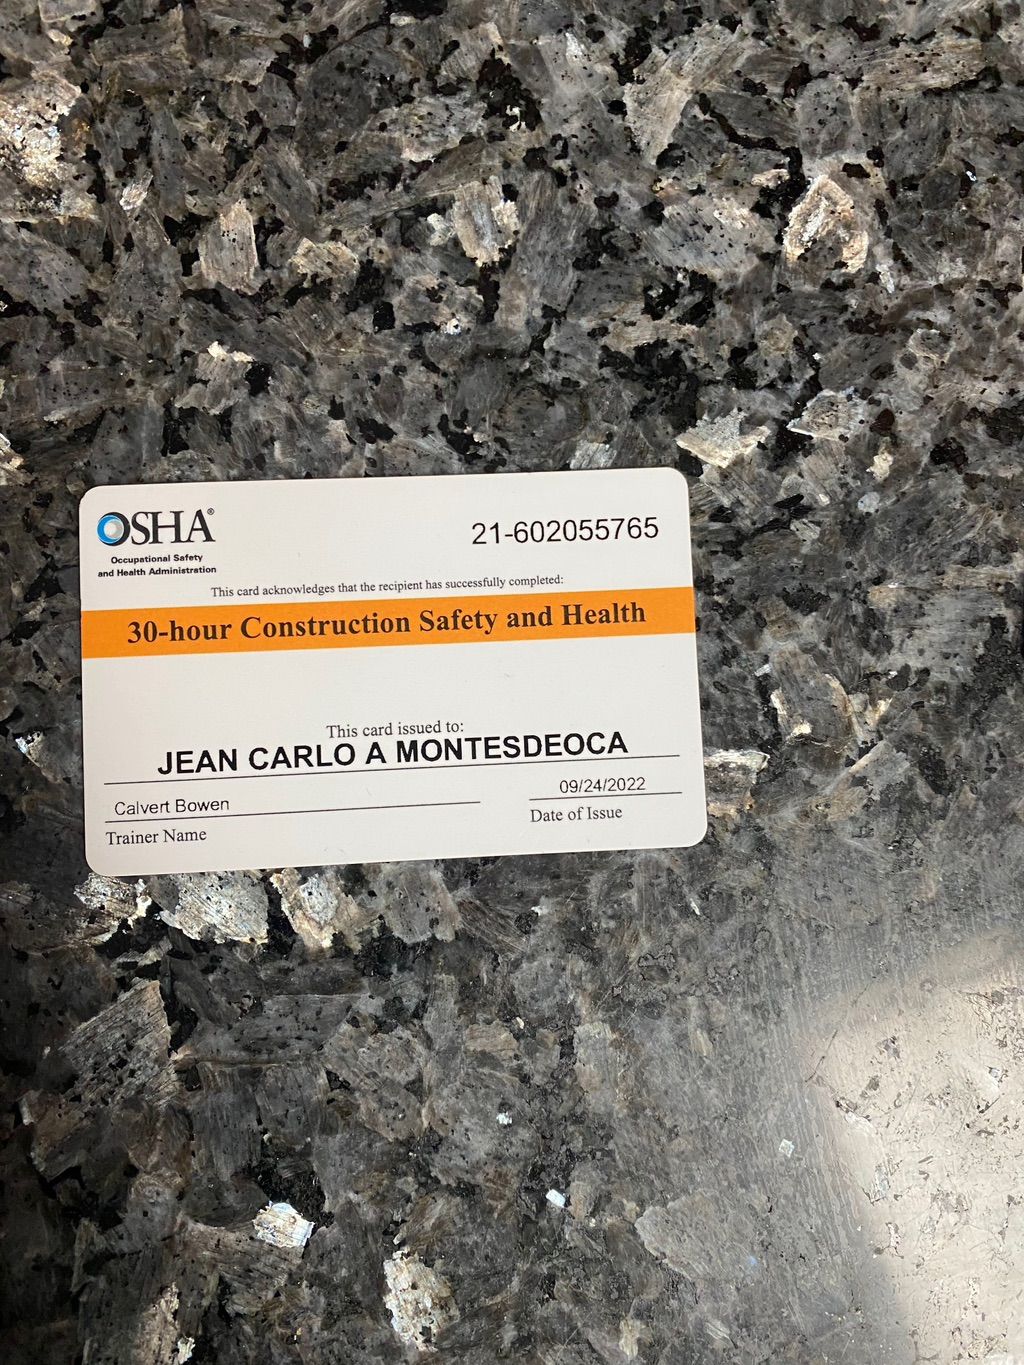 OSHA®
Occupational Safety
and Health Administration
21-602055765
This card acknowledges that the recipient has successfully completed:
30-hour Construction Safety and Health
This card issued to:
JEAN CARLO A MONTESDEOCA
Calvert Bowen
09/24/2022
Trainer Name
Date of Issue